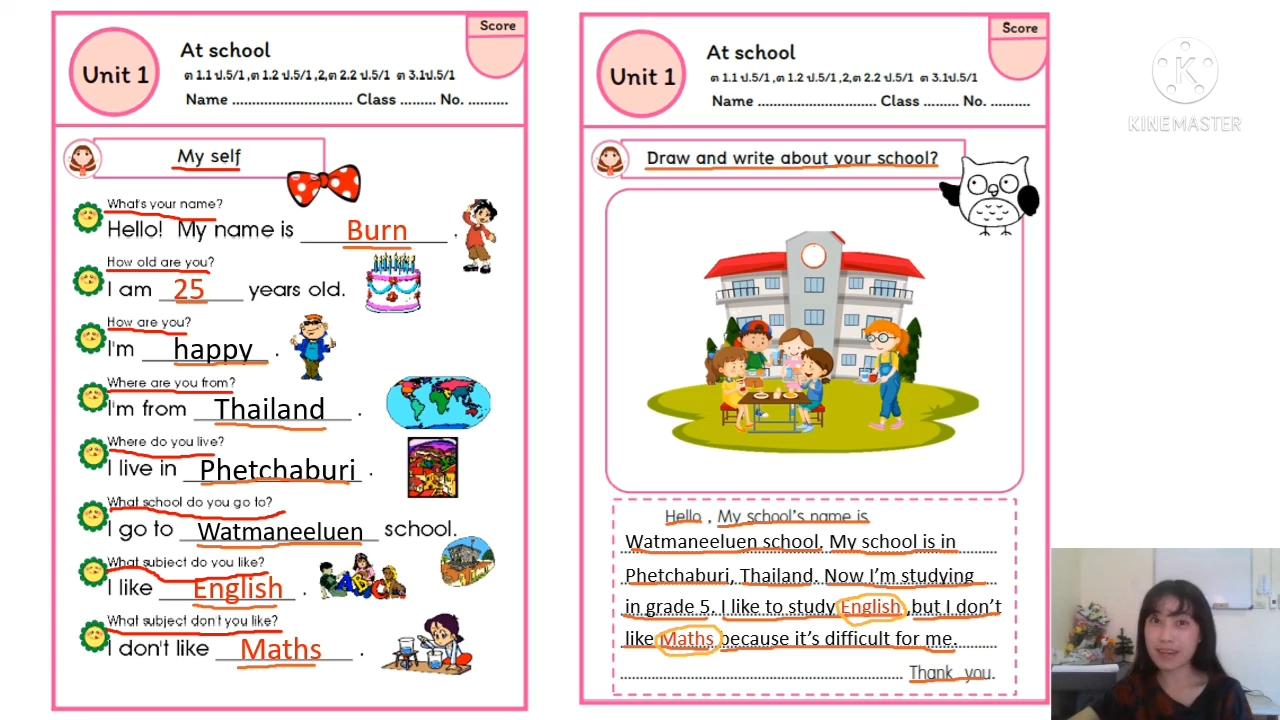 Score
Unit 1
At school
ต 1.1 ป.5/1 ,ต 1.2 ป.5/1 ,2,ต 2.2 ป.5/1 ต 3.1ป.5/1
Name .............................. Class ......... No. ..........
My self
What's your name?
Hello! My name is Burn .
How old are you?
I am 25 years old.
How are you?
I'm happy .
Where are you from?
I'm from Thailand .
Where do you live?
I live in Phetchaburi .
What school do you go to?
I go to Watmaneeluen school.
What subject do you like?
I like English .
What subject don't you like?
I don't like Maths .
Score
Unit 1
At school
ต 1.1 ป.5/1 ,ต 1.2 ป.5/1 ,2,ต 2.2 ป.5/1 ต 3.1ป.5/1
Name .............................. Class ......... No. ..........
Draw and write about your school?
Hello , My school's name is
Watmaneeluen school, My school is in
Phetchaburi, Thailand. Now I'm studying
in grade 5, I like to study English ,but I don't
like Maths because it's difficult for me.
Thank you.
K
KINEMASTER